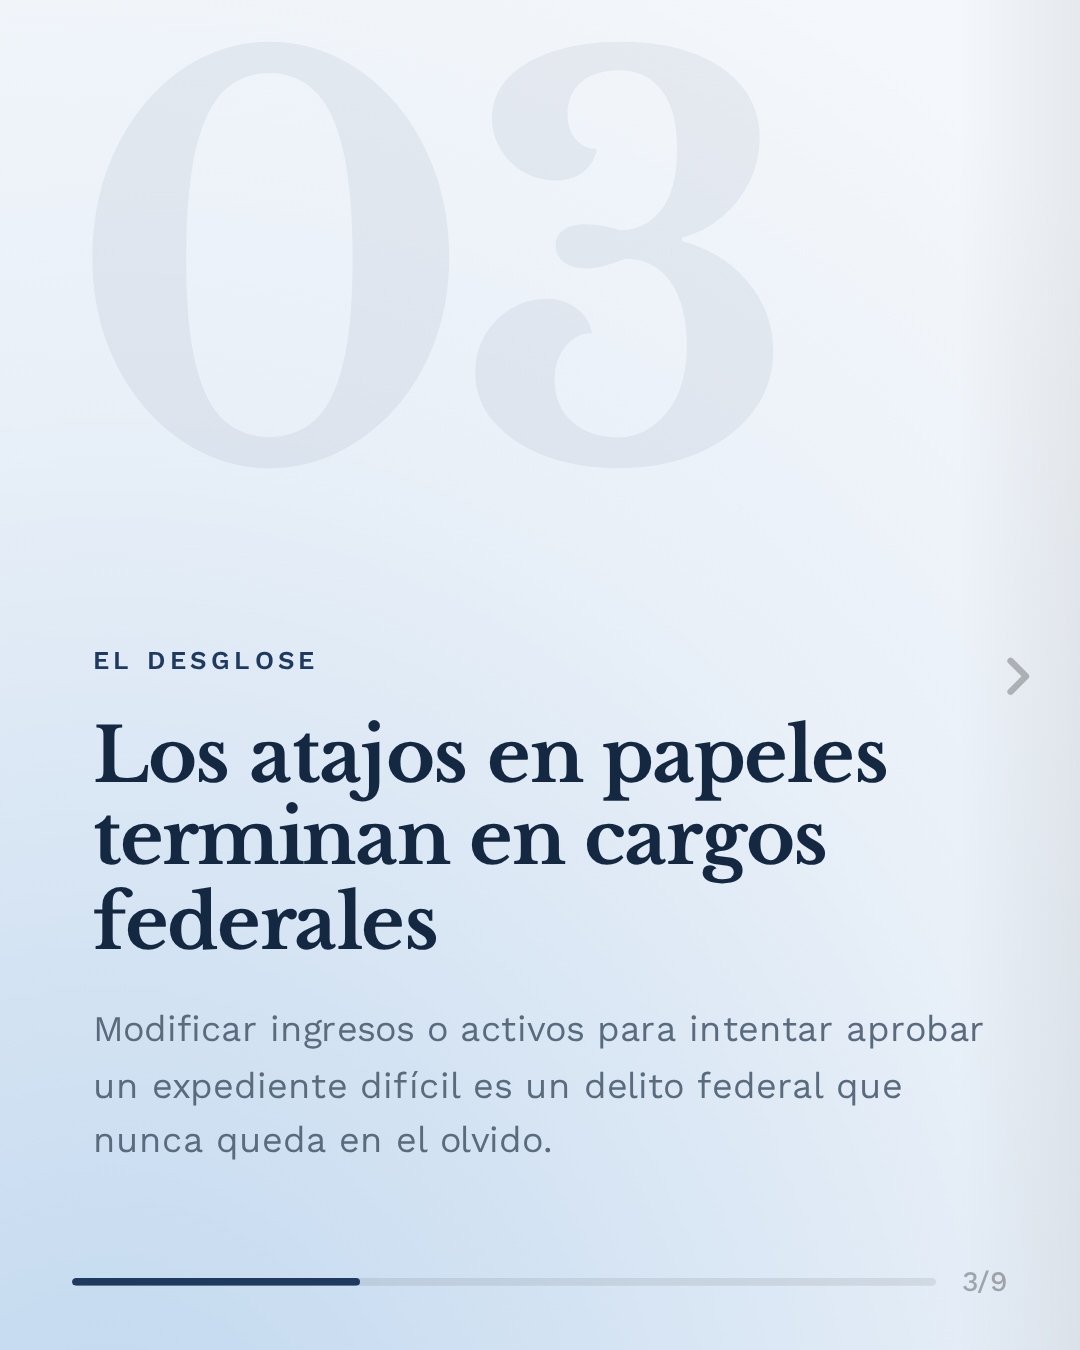 03
EL DESGLOSE
Los atajos en papeles
terminan en cargos
federales
Modificar ingresos o activos para intentar aprobar
un expediente difícil es un delito federal que
nunca queda en el olvido.
3/9